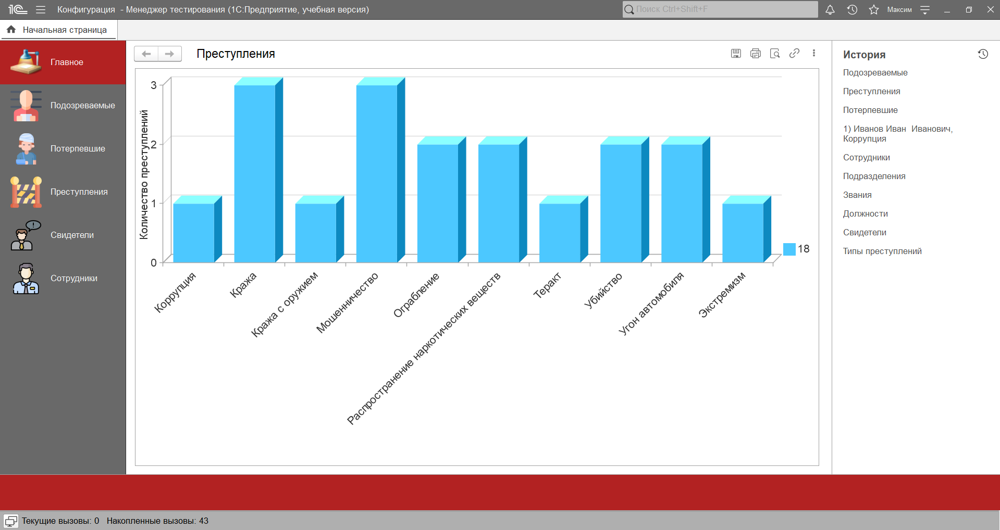 1С
Конфигурация - Менеджер тестирования (1С:Предприятие, учебная версия)
Поиск Ctrl+Shift+F
Максим
Начальная страница
Главное
Подозреваемые
Потерпевшие
Преступления
Свидетели
Сотрудники
Преступления
Количество преступлений
3
2
1
0
Коррупция
Кража
Кража с оружием
Мошенничество
Ограбление
Распространение наркотических веществ
Теракт
Убийство
Угон автомобиля
Экстремизм
18
История
Подозреваемые
Преступления
Потерпевшие
1) Иванов Иван Иванович,
Коррупция
Сотрудники
Подразделения
Звания
Должности
Свидетели
Типы преступлений
Текущие вызовы: 0 Накопленные вызовы: 43